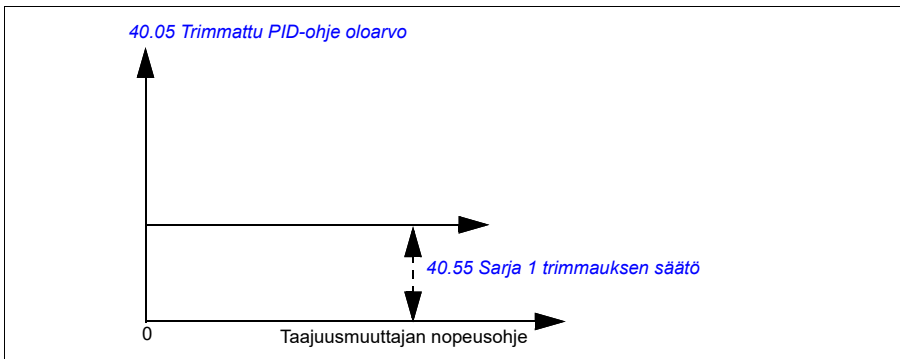 40.05 Trimmattu PID-ohje oloarvo
40.55 Sarja 1 trimmauksen säätö
0
Taajuusmuuttajan nopeusohje